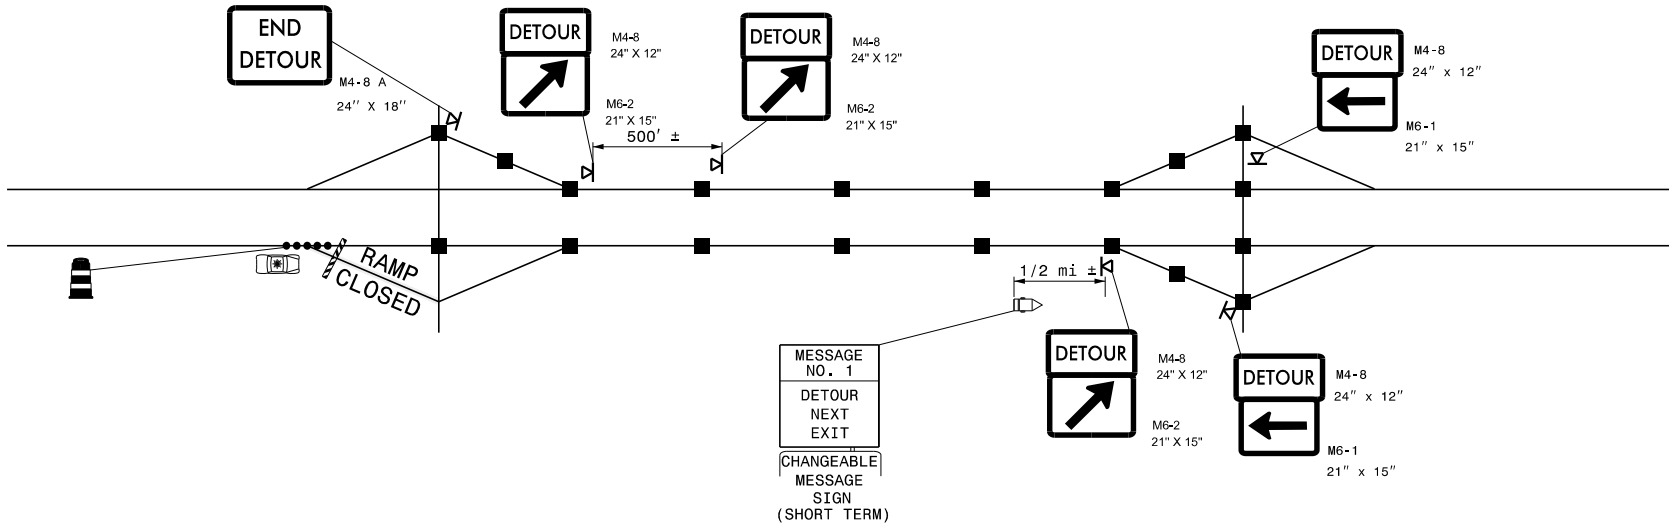 END
DETOUR
M4-8 A
24" X 18"
DETOUR
M4-8
24" X 12"
M6-2
21" X 15"
500' ±
DETOUR
M4-8
24" X 12"
M6-2
21" X 15"
DETOUR
M4-8
24" x 12"
M6-1
21" x 15"
RAMP
CLOSED
1/2 mi ±
MESSAGE
NO. 1
DETOUR
NEXT
EXIT
CHANGEABLE
MESSAGE
SIGN
(SHORT TERM)
DETOUR
M4-8
24" X 12"
M6-2
21" X 15"
DETOUR
M4-8
24" x 12"
M6-1
21" x 15"